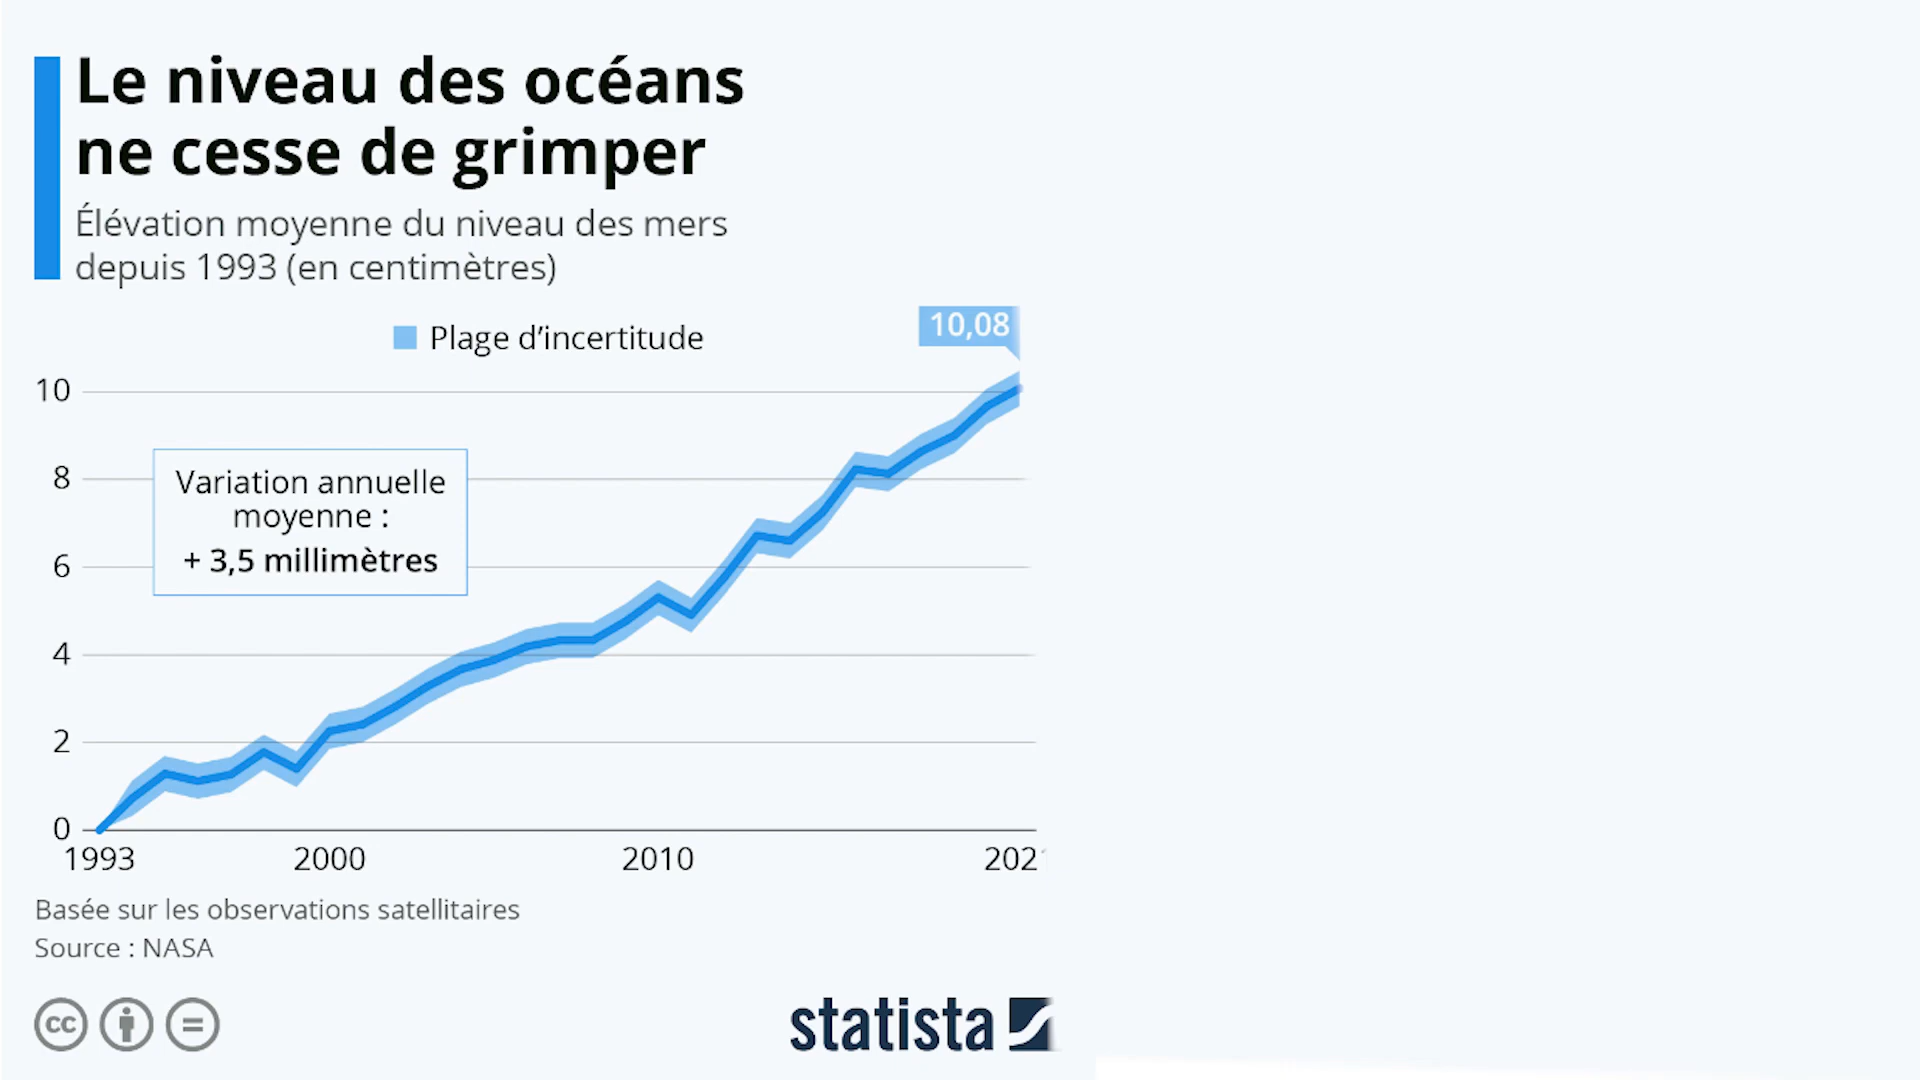 Le niveau des océans
ne cesse de grimper
Élévation moyenne du niveau des mers
depuis 1993 (en centimètres)
Plage d’incertitude
10,08
10
8
6
4
2
0
Variation annuelle
moyenne :
+ 3,5 millimètres
1993 2000 2010
Basée sur les observations satellitaires
Source : NASA
cc
statista